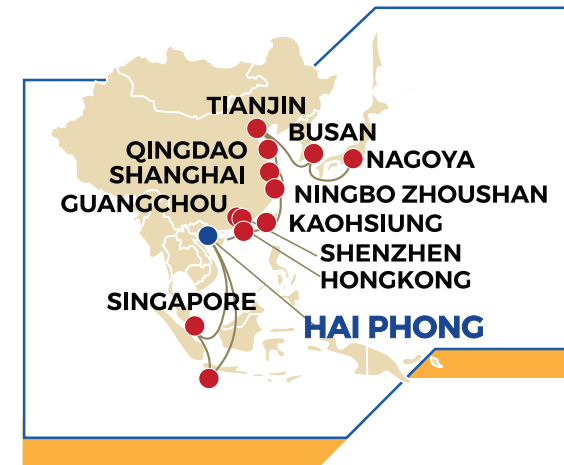 TIANJIN
BUSAN
QINGDAO
NAGOYA
SHANGHAI
NINGBO ZHOUSHAN
GUANGCHOU
KAOHSIUNG
SHENZHEN
HONGKONG
SINGAPORE
HAI PHONG